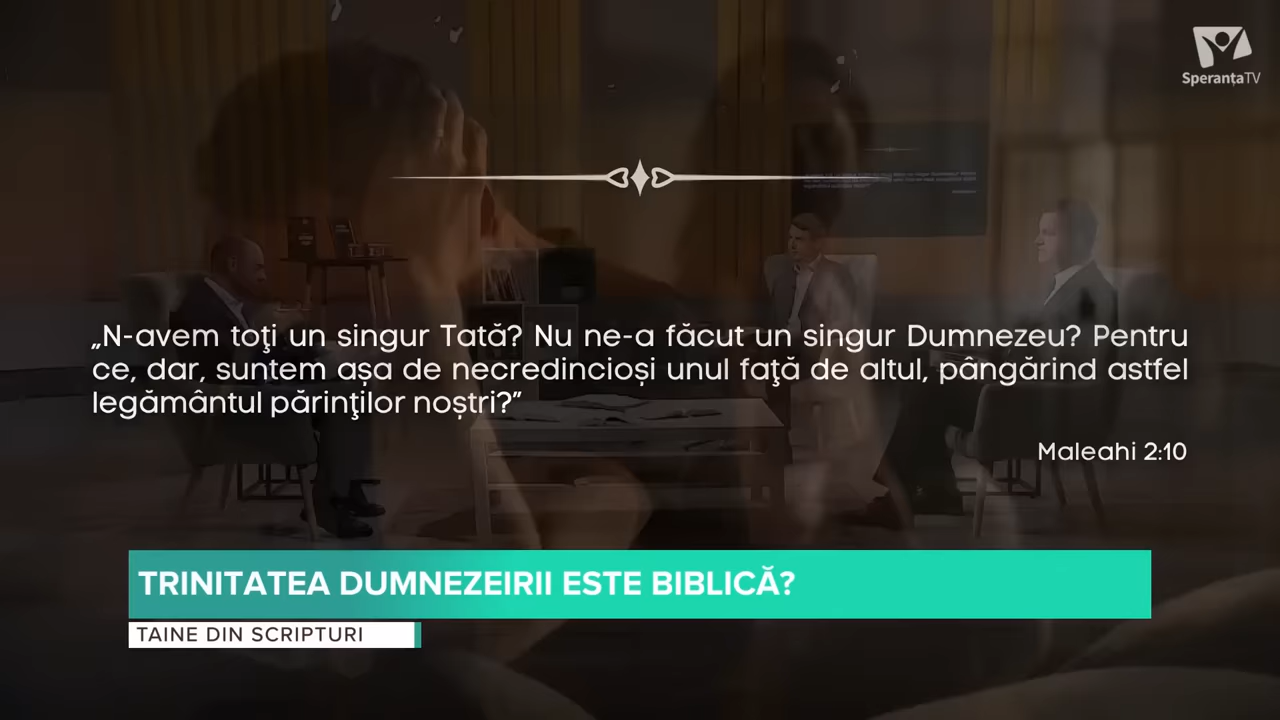 SperanțaTV
„N-avem toţi un singur Tată? Nu ne-a făcut un singur Dumnezeu? Pentru
ce, dar, suntem așa de necredincioși unul faţă de altul, pângărind astfel
legământul părinţilor noștri?”
Maleahi 2:10
TRINITATEA DUMNEZEIRII ESTE BIBLICĂ?
TAINE DIN SCRIPTURI